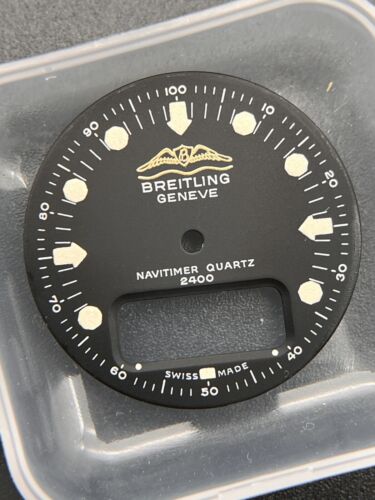 100
10
20
30
40
50
60
70
80
90
B
BREITLING
GENEVE
NAVITIMER QUARTZ
2400
SWISS MADE